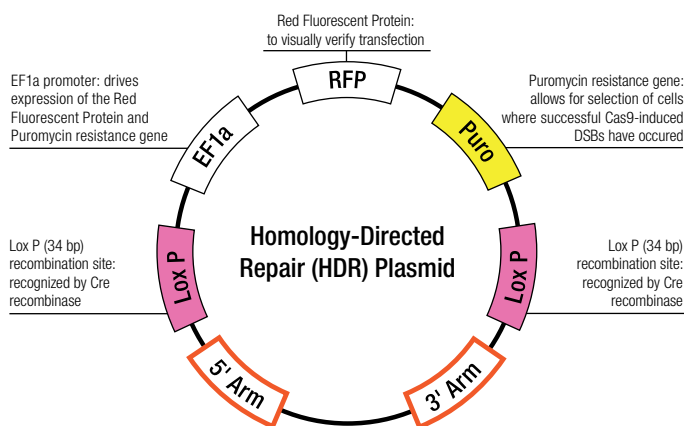 Red Fluorescent Protein:
to visually verify transfection
RFP
EF1a promoter: drives
expression of the Red
Fluorescent Protein and
Puromycin resistance gene
EF1a
Puromycin resistance gene:
allows for selection of cells
where successful Cas9-induced
DSBs have occured
Puro
Homology-Directed
Repair (HDR) Plasmid
Lox P (34 bp)
recombination site:
recognized by Cre
recombinase
Lox P
Lox P
Lox P (34 bp)
recombination site:
recognized by Cre
recombinase
5' Arm
3' Arm